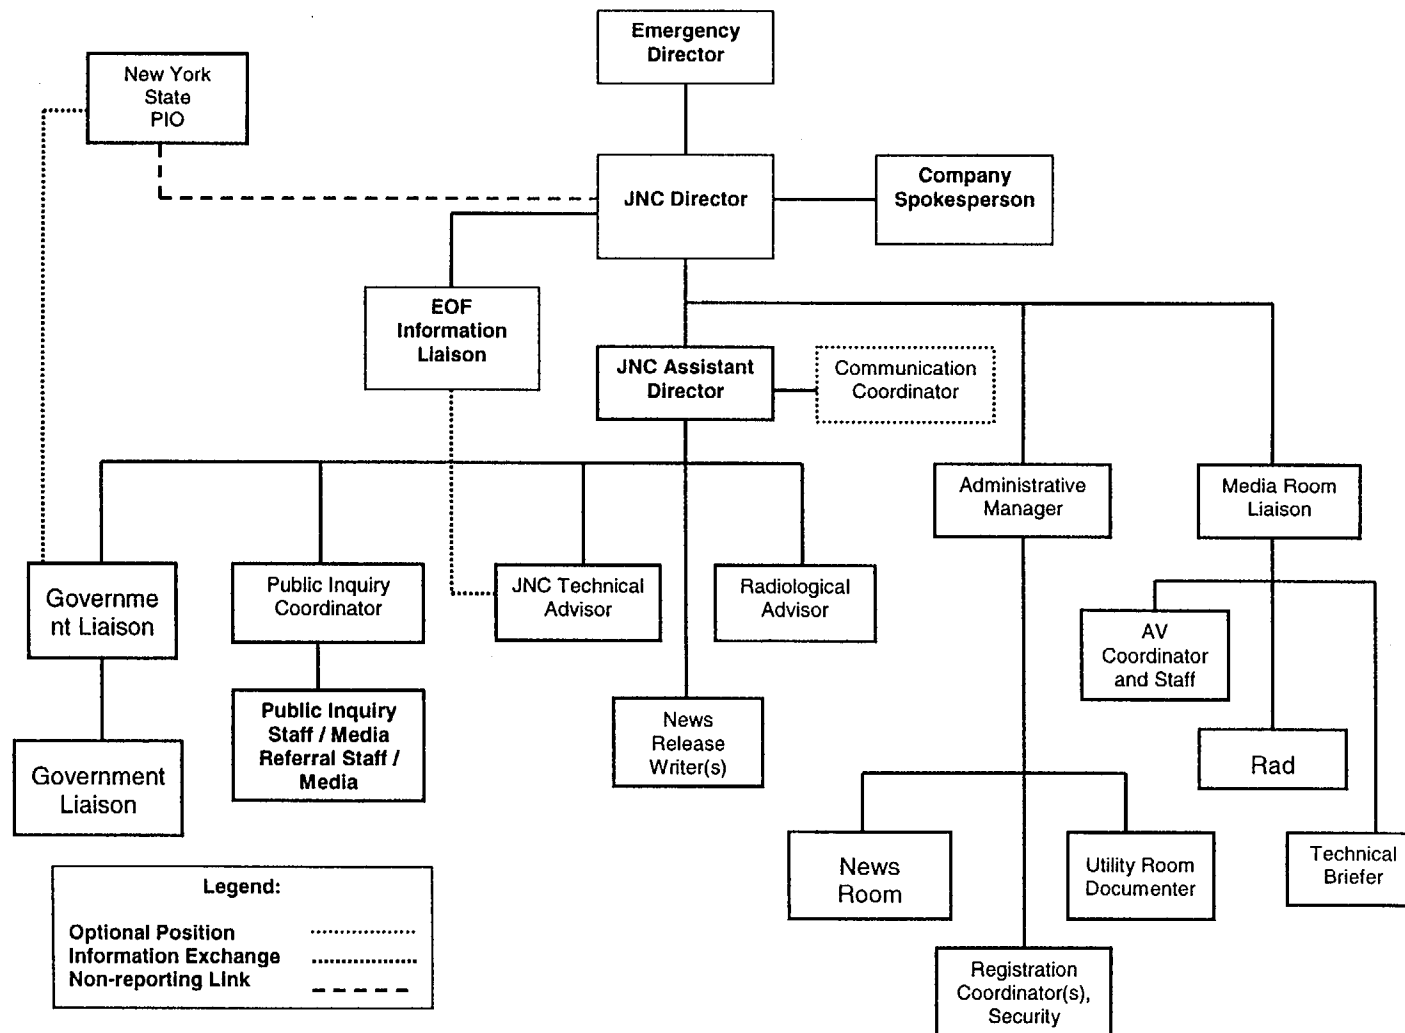 Emergency
Director
New York
State
PIO
JNC Director
Company
Spokesperson
EOF
Information
Liaison
JNC Assistant
Director
Communication
Coordinator
Administrative
Manager
Media Room
Liaison
Governme
nt Liaison
Public Inquiry
Coordinator
JNC Technical
Advisor
Radiological
Advisor
AV
Coordinator
and Staff
Government
Liaison
Public Inquiry
Staff / Media
Referral Staff /
Media
News
Release
Writer(s)
Rad
News
Room
Utility Room
Documenter
Technical
Briefer
Registration
Coordinator(s),
Security
Legend:
Optional Position
Information Exchange
Non-reporting Link